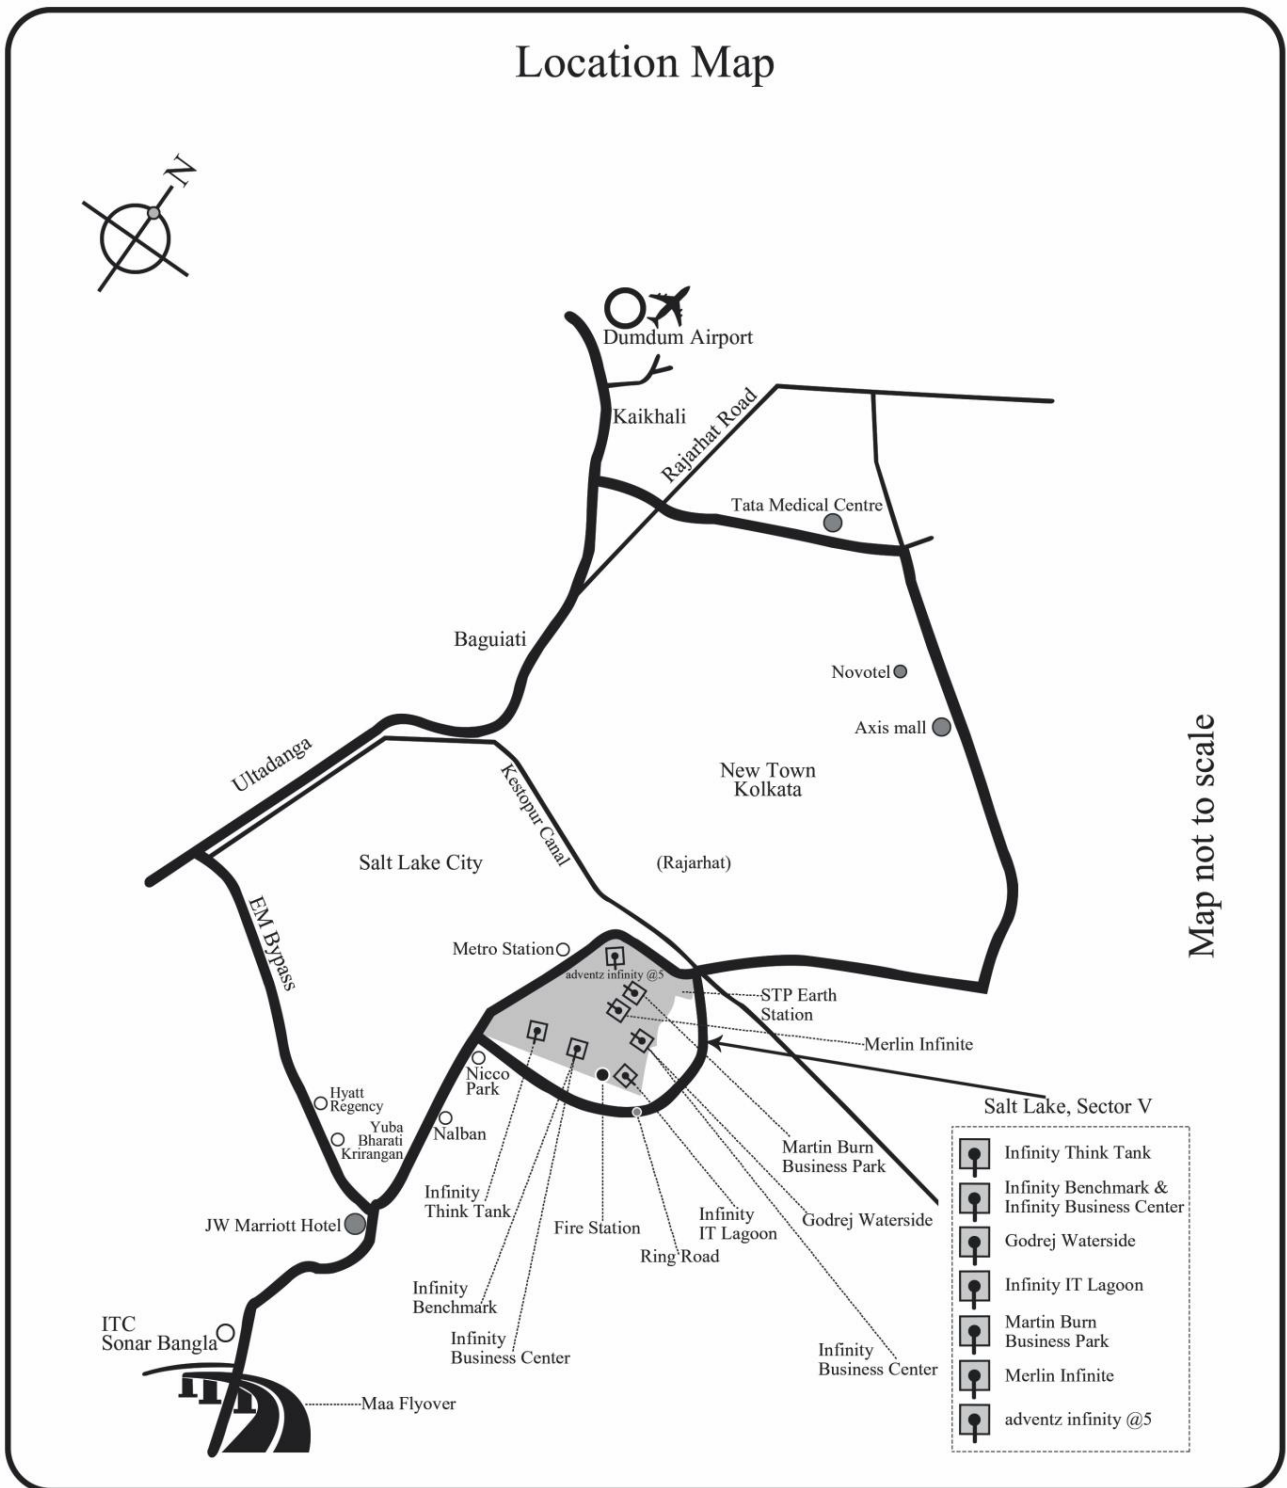 Location Map
N
Dumdum Airport
Kaikhali
Rajarhat Road
Tata Medical Centre
Baguiati
Novotel
Axis mall
Ultadanga
New Town
Kolkata
Kestopur Canal
Map not to scale
Salt Lake City
(Rajarhat)
EM Bypass
Metro Station
adventz infinity @5
STP Earth
Station
Merlin Infinite
Nicco
Park
Hyatt
Regency
Yuba
Bharati
Krirangan
Nalban
Salt Lake, Sector V
Martin Burn
Business Park
Infinity
Think Tank
Fire Station
Infinity
IT Lagoon
Godrej Waterside
JW Marriott Hotel
Ring Road
Infinity
Benchmark
Infinity
Business Center
Infinity
Business Center
ITC
Sonar Bangla
Maa Flyover
Infinity Think Tank
Infinity Benchmark &
Infinity Business Center
Godrej Waterside
Infinity IT Lagoon
Martin Burn
Business Park
Merlin Infinite
adventz infinity @5